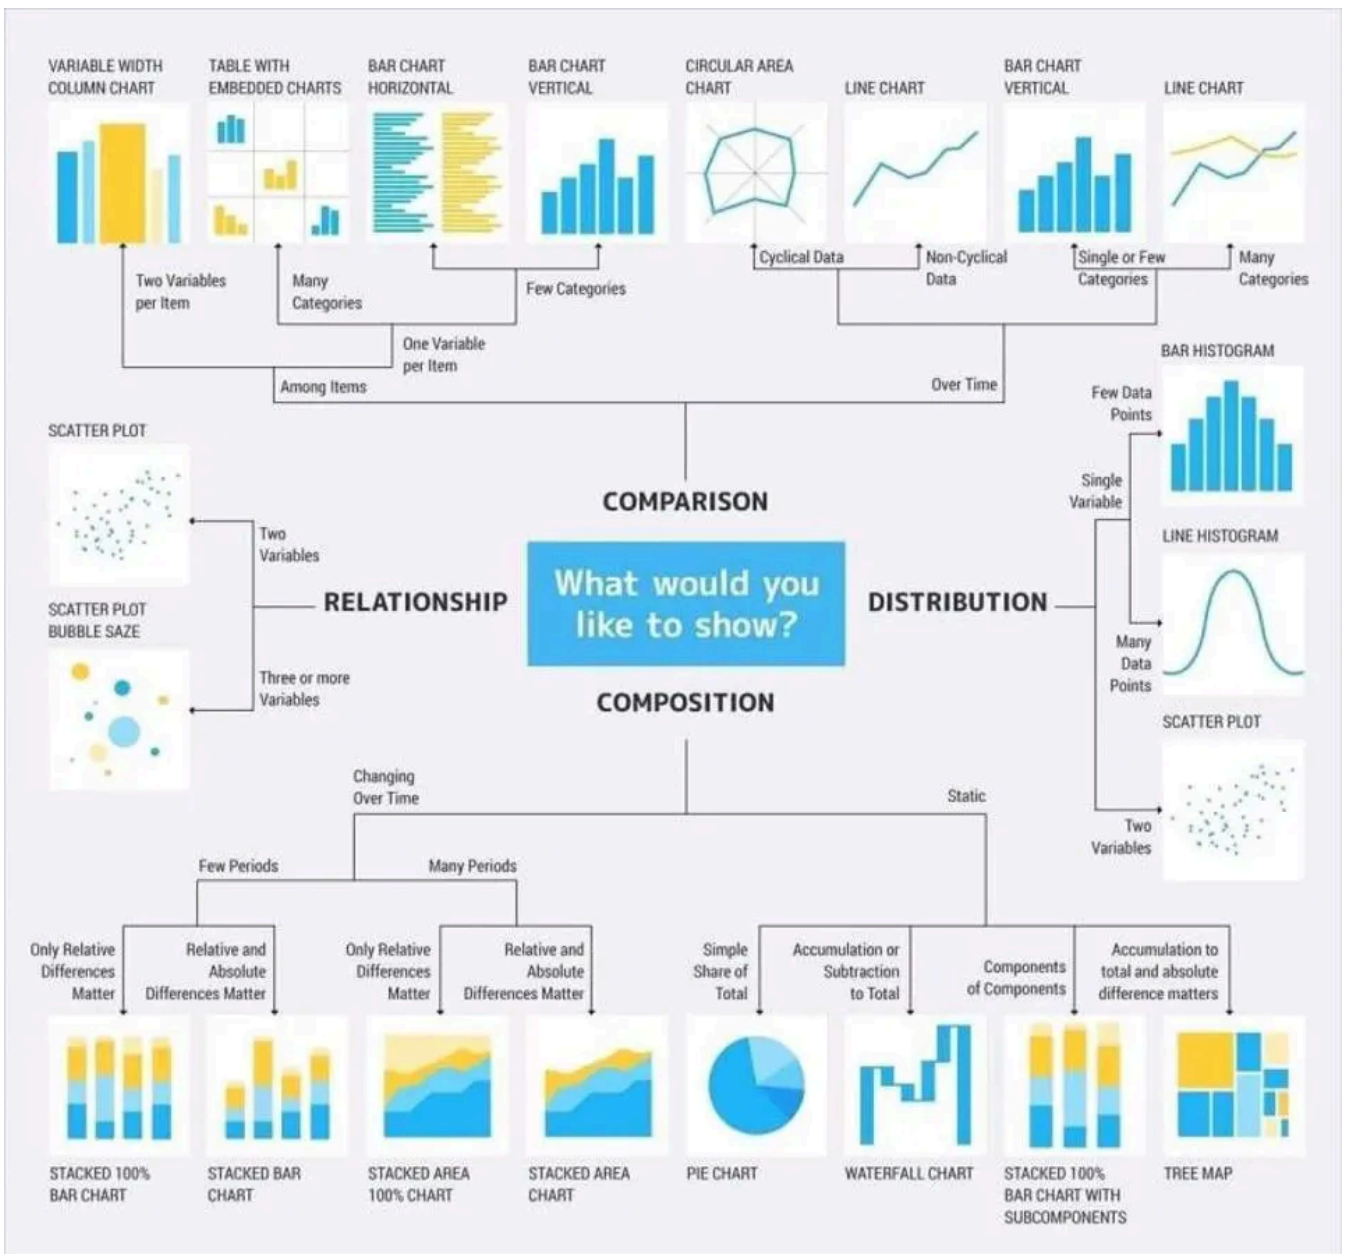 VARIABLE WIDTH
COLUMN CHART
TABLE WITH
EMBEDDED CHARTS
BAR CHART
HORIZONTAL
BAR CHART
VERTICAL
CIRCULAR AREA
CHART
LINE CHART
BAR CHART
VERTICAL
LINE CHART
Two Variables
per Item
Many
Categories
Few Categories
Cyclical Data
Non-Cyclical
Data
Single or Few
Categories
Many
Categories
One Variable
per Item
Among Items
Over Time
COMPARISON
What would you
like to show?
RELATIONSHIP
Two
Variables
SCATTER PLOT
Three or more
Variables
SCATTER PLOT
BUBBLE SAZE
DISTRIBUTION
Single
Variable
Few Data
Points
BAR HISTOGRAM
Many
Data
Points
LINE HISTOGRAM
Two
Variables
SCATTER PLOT
COMPOSITION
Changing
Over Time
Static
Few Periods
Many Periods
Only Relative
Differences
Matter
Relative and
Absolute
Differences Matter
Only Relative
Differences
Matter
Relative and
Absolute
Differences Matter
Simple
Share of
Total
Accumulation or
Subtraction
to Total
Components
of Components
Accumulation to
total and absolute
difference matters
STACKED 100%
BAR CHART
STACKED BAR
CHART
STACKED AREA
100% CHART
STACKED AREA
CHART
PIE CHART
WATERFALL CHART
STACKED 100%
BAR CHART WITH
SUBCOMPONENTS
TREE MAP